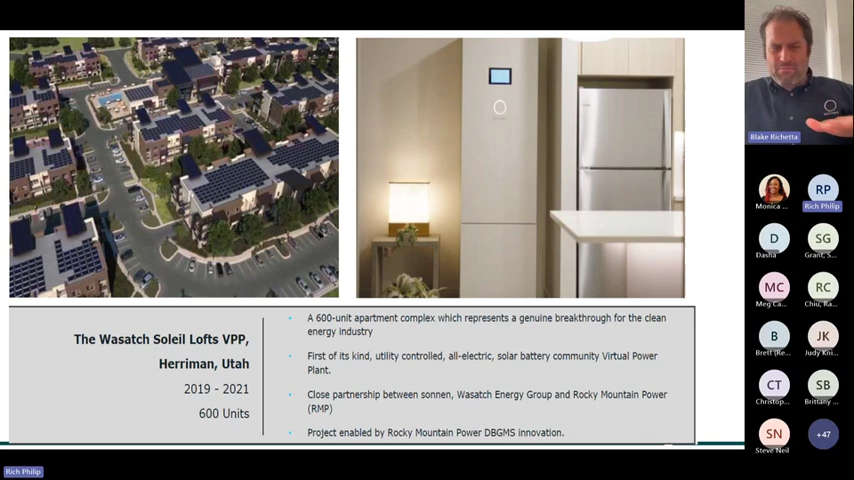 The Wasatch Soleil Lofts VPP,
Herriman, Utah
2019 - 2021
600 Units
A 600-unit apartment complex which represents a genuine breakthrough for the clean
energy industry
First of its kind, utility controlled, all-electric, solar battery community Virtual Power
Plant.
Close partnership between sonnen, Wasatch Energy Group and Rocky Mountain Power
(RMP)
Project enabled by Rocky Mountain Power DBGMS innovation.
Rich Philip
Blake Richetta
Monica ...
RP
Rich Philip
D
Dasha
SG
Grant, S...
MC
Meg Ca...
RC
Chiu, Ra...
B
Brett (Re...
JK
Judy Kni...
CT
Christop...
SB
Brittany ...
SN
Steve Neil
+47